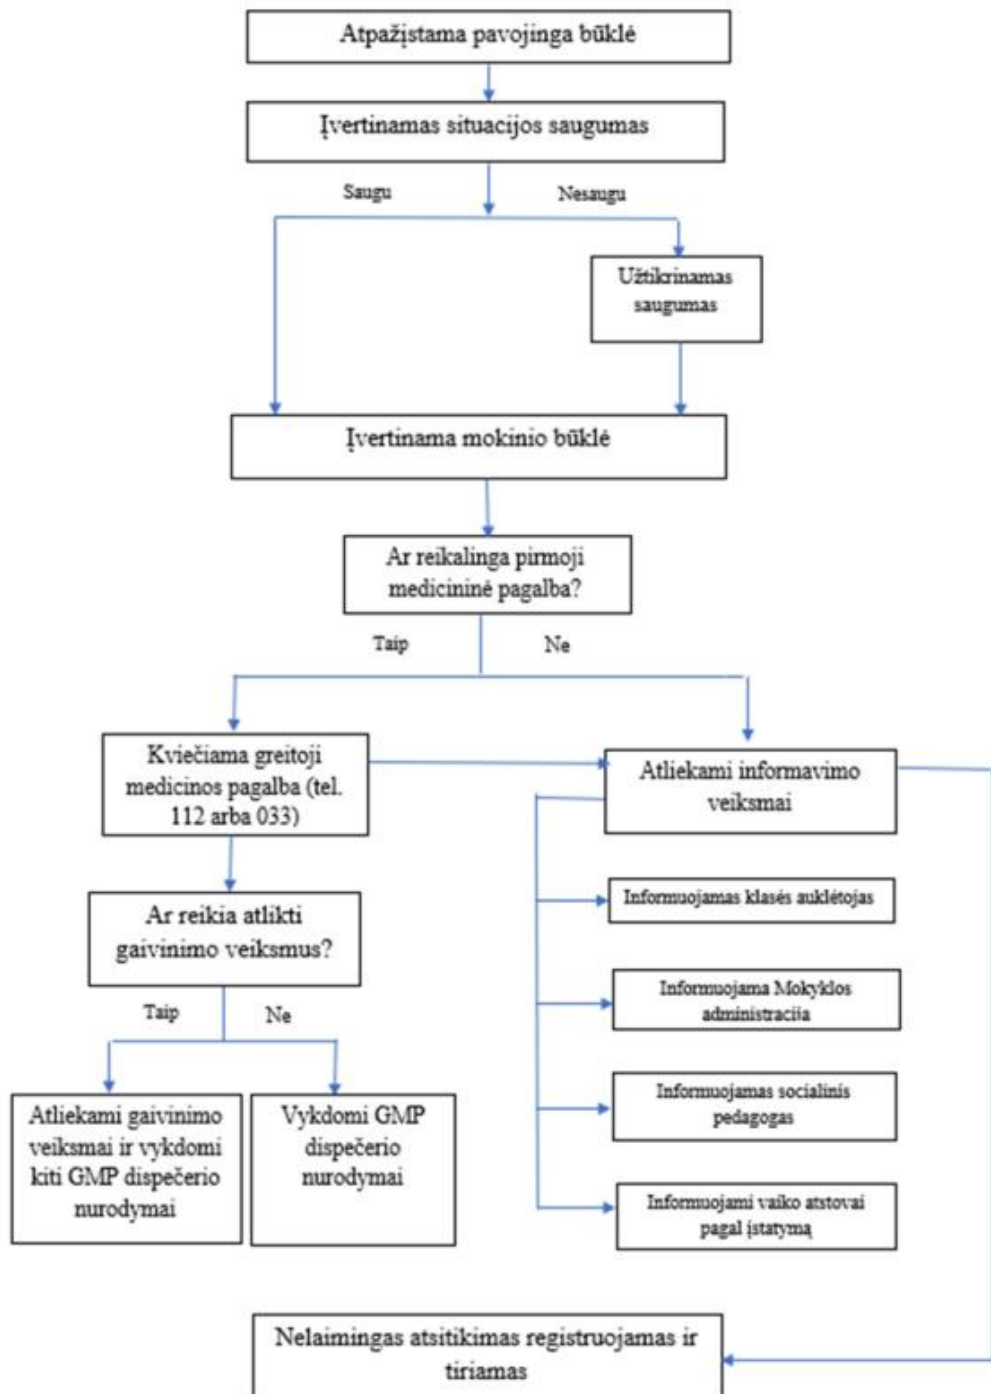 Atpažįstama pavojinga būklė
Įvertinamas situacijos saugumas
Saugu
Nesaugu
Užtikrinamas
saugumas
Įvertinama mokinio būklė
Ar reikalinga pirmoji
medicininė pagalba?
Taip
Ne
Kviečiama greitoji
medicinos pagalba (tel.
112 arba 033)
Atliekami informavimo
veiksmai
Informuojamas klasės auklėtojas
Ar reikia atlikti
gaivinimo veiksmus?
Informuojama Mokyklos
administracija
Taip
Ne
Informuojamas socialinis
pedagogas
Atliekami gaivinimo
veiksmai ir vykdomi
kiti GMP dispečerio
nurodymai
Vykdomi GMP
dispečerio
nurodymai
Informuojami vaiko atstovai
pagal įstatymą
Nelaimingas atsitikimas registruojamas ir
tiriamas